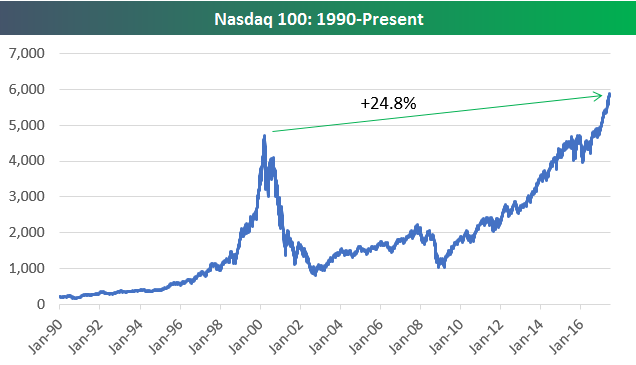 Nasdaq 100: 1990-Present
7,000
6,000
5,000
4,000
3,000
2,000
1,000
0
+24.8%
Jan-90
Jan-92
Jan-94
Jan-96
Jan-98
Jan-00
Jan-02
Jan-04
Jan-06
Jan-08
Jan-10
Jan-12
Jan-14
Jan-16